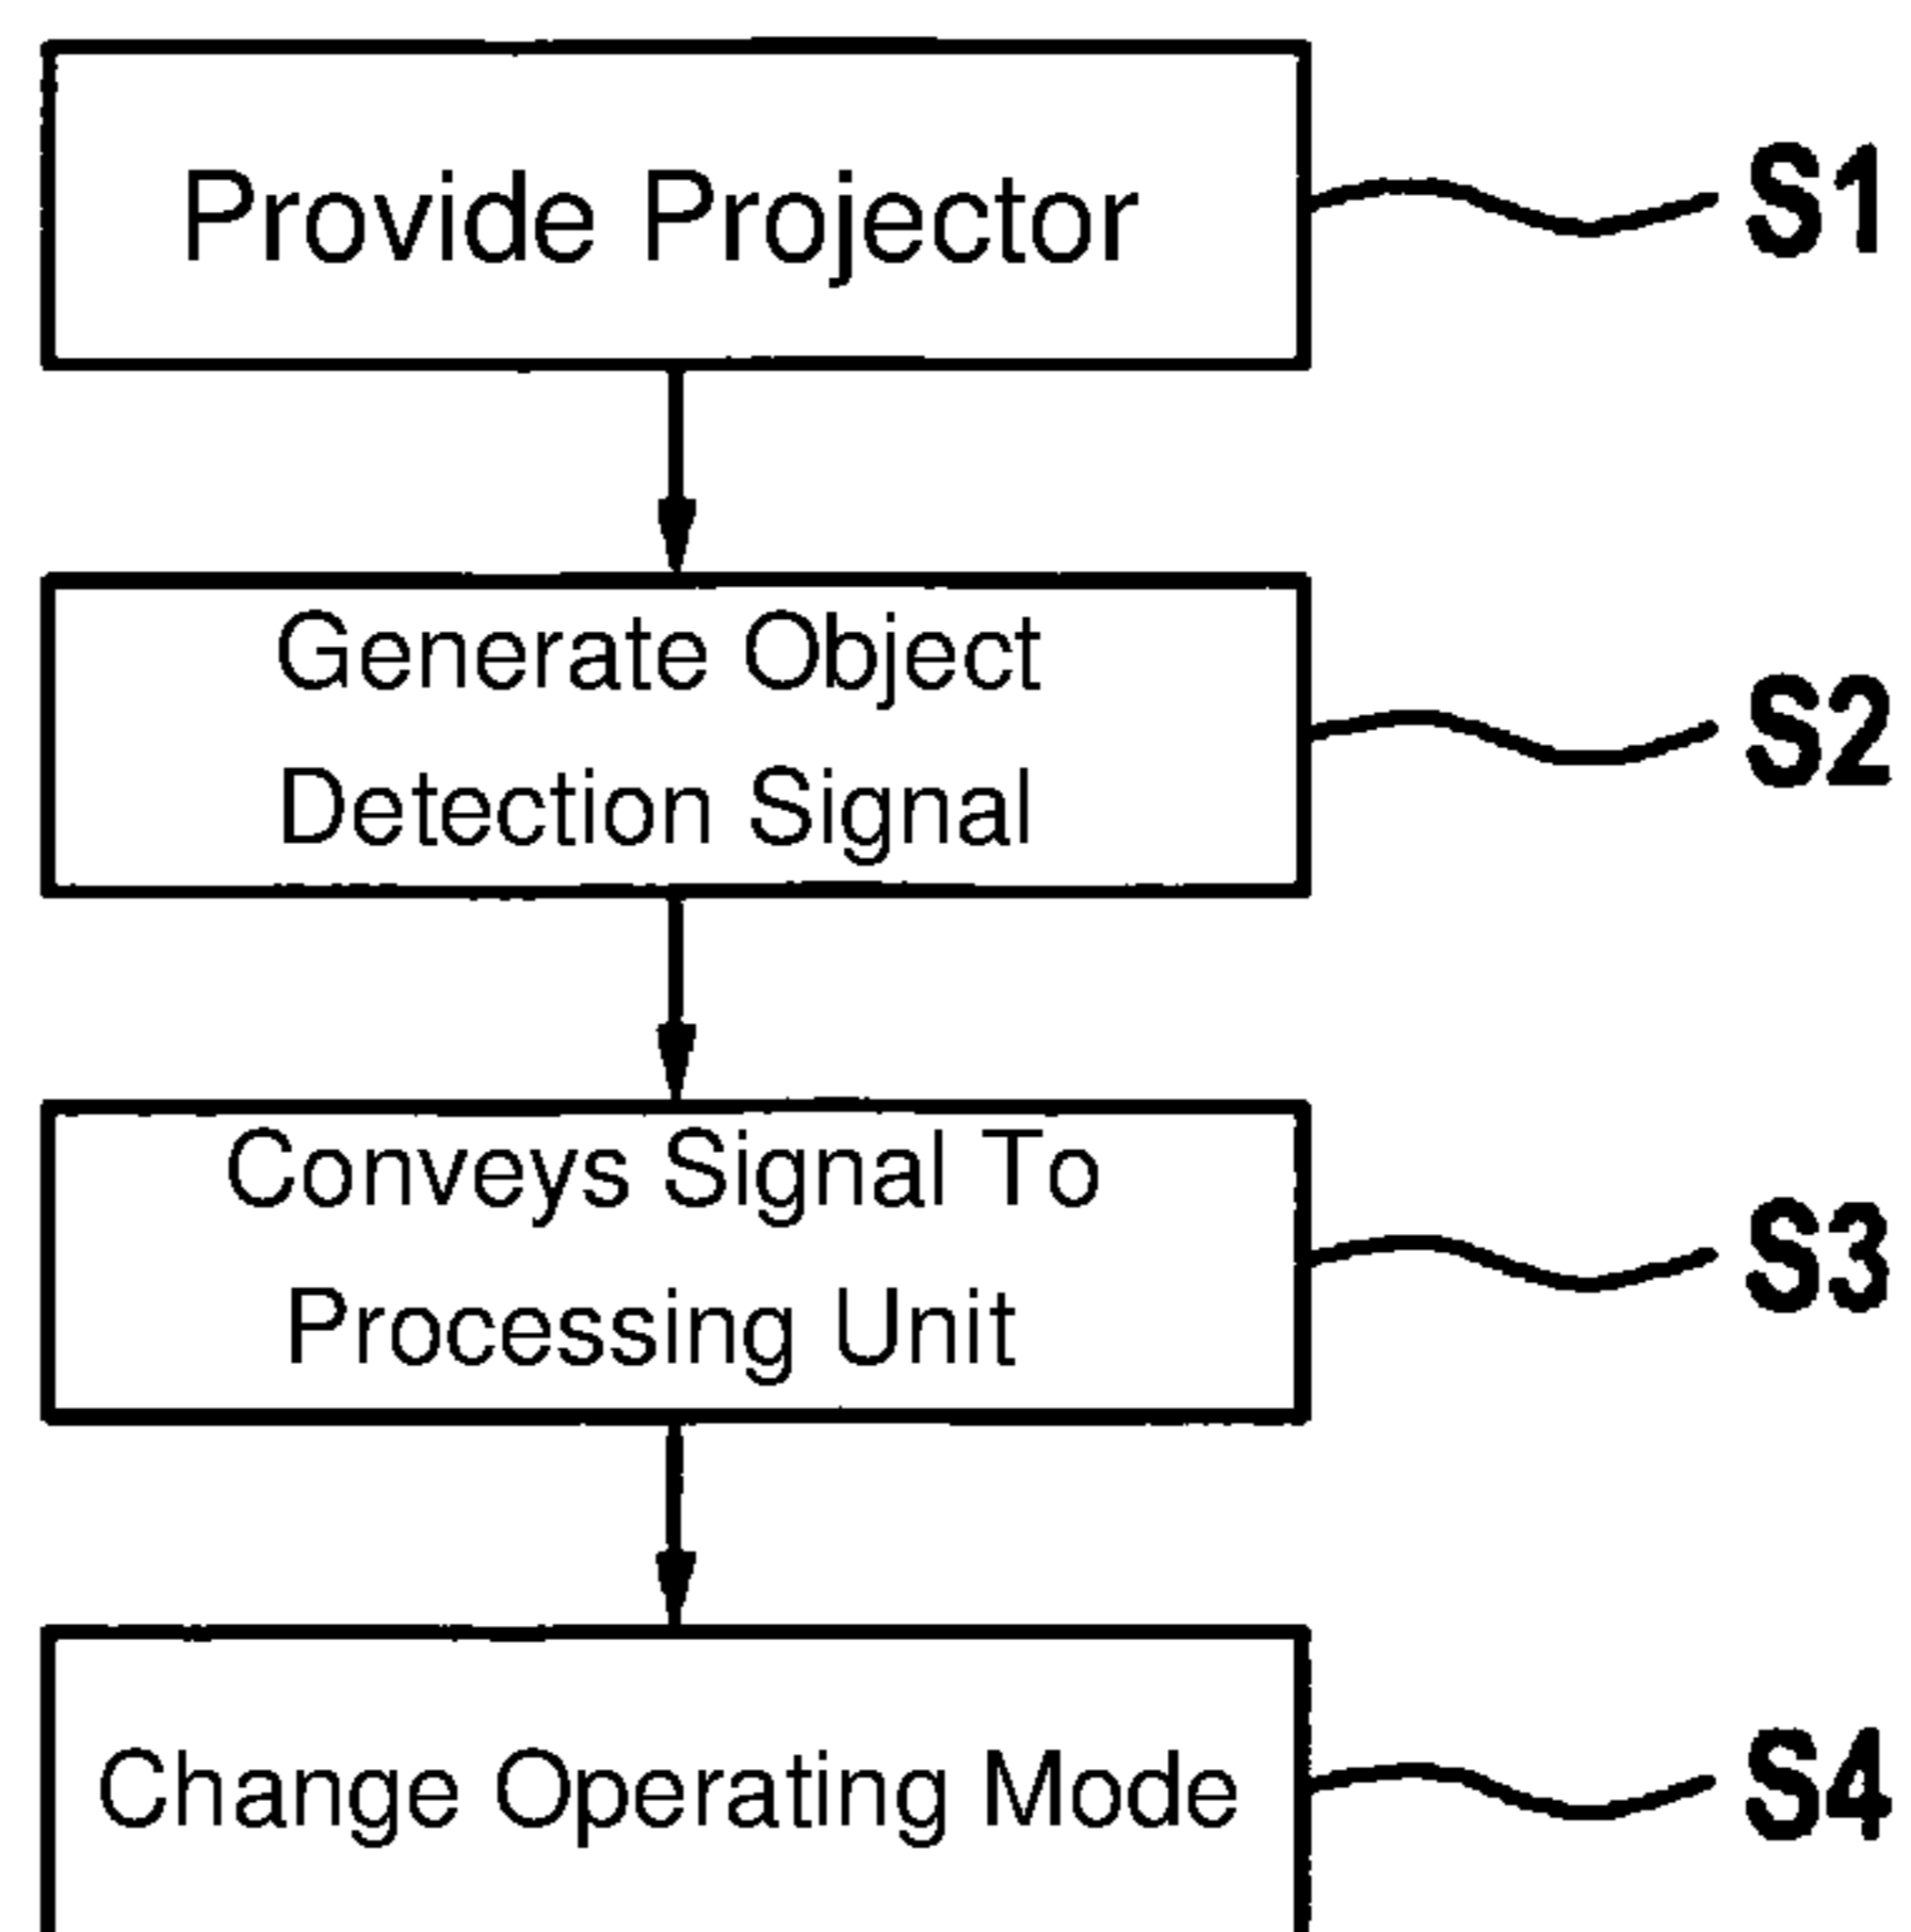 Provide Projector
S1
Generate Object
Detection Signal
S2
Conveys Signal To
Processing Unit
S3
Change Operating Mode
S4